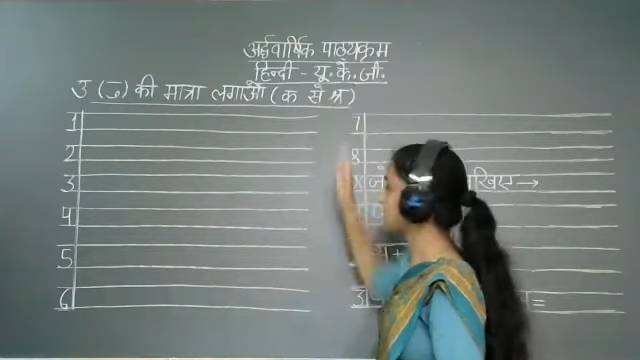 अर्द्धवार्षिक पाठ्यक्रम
हिन्दी - यू॰ के॰ जी॰
उ ( ु ) की मात्रा लगाओ ( क से श्र )
1
2
3
4
5
6
7
8